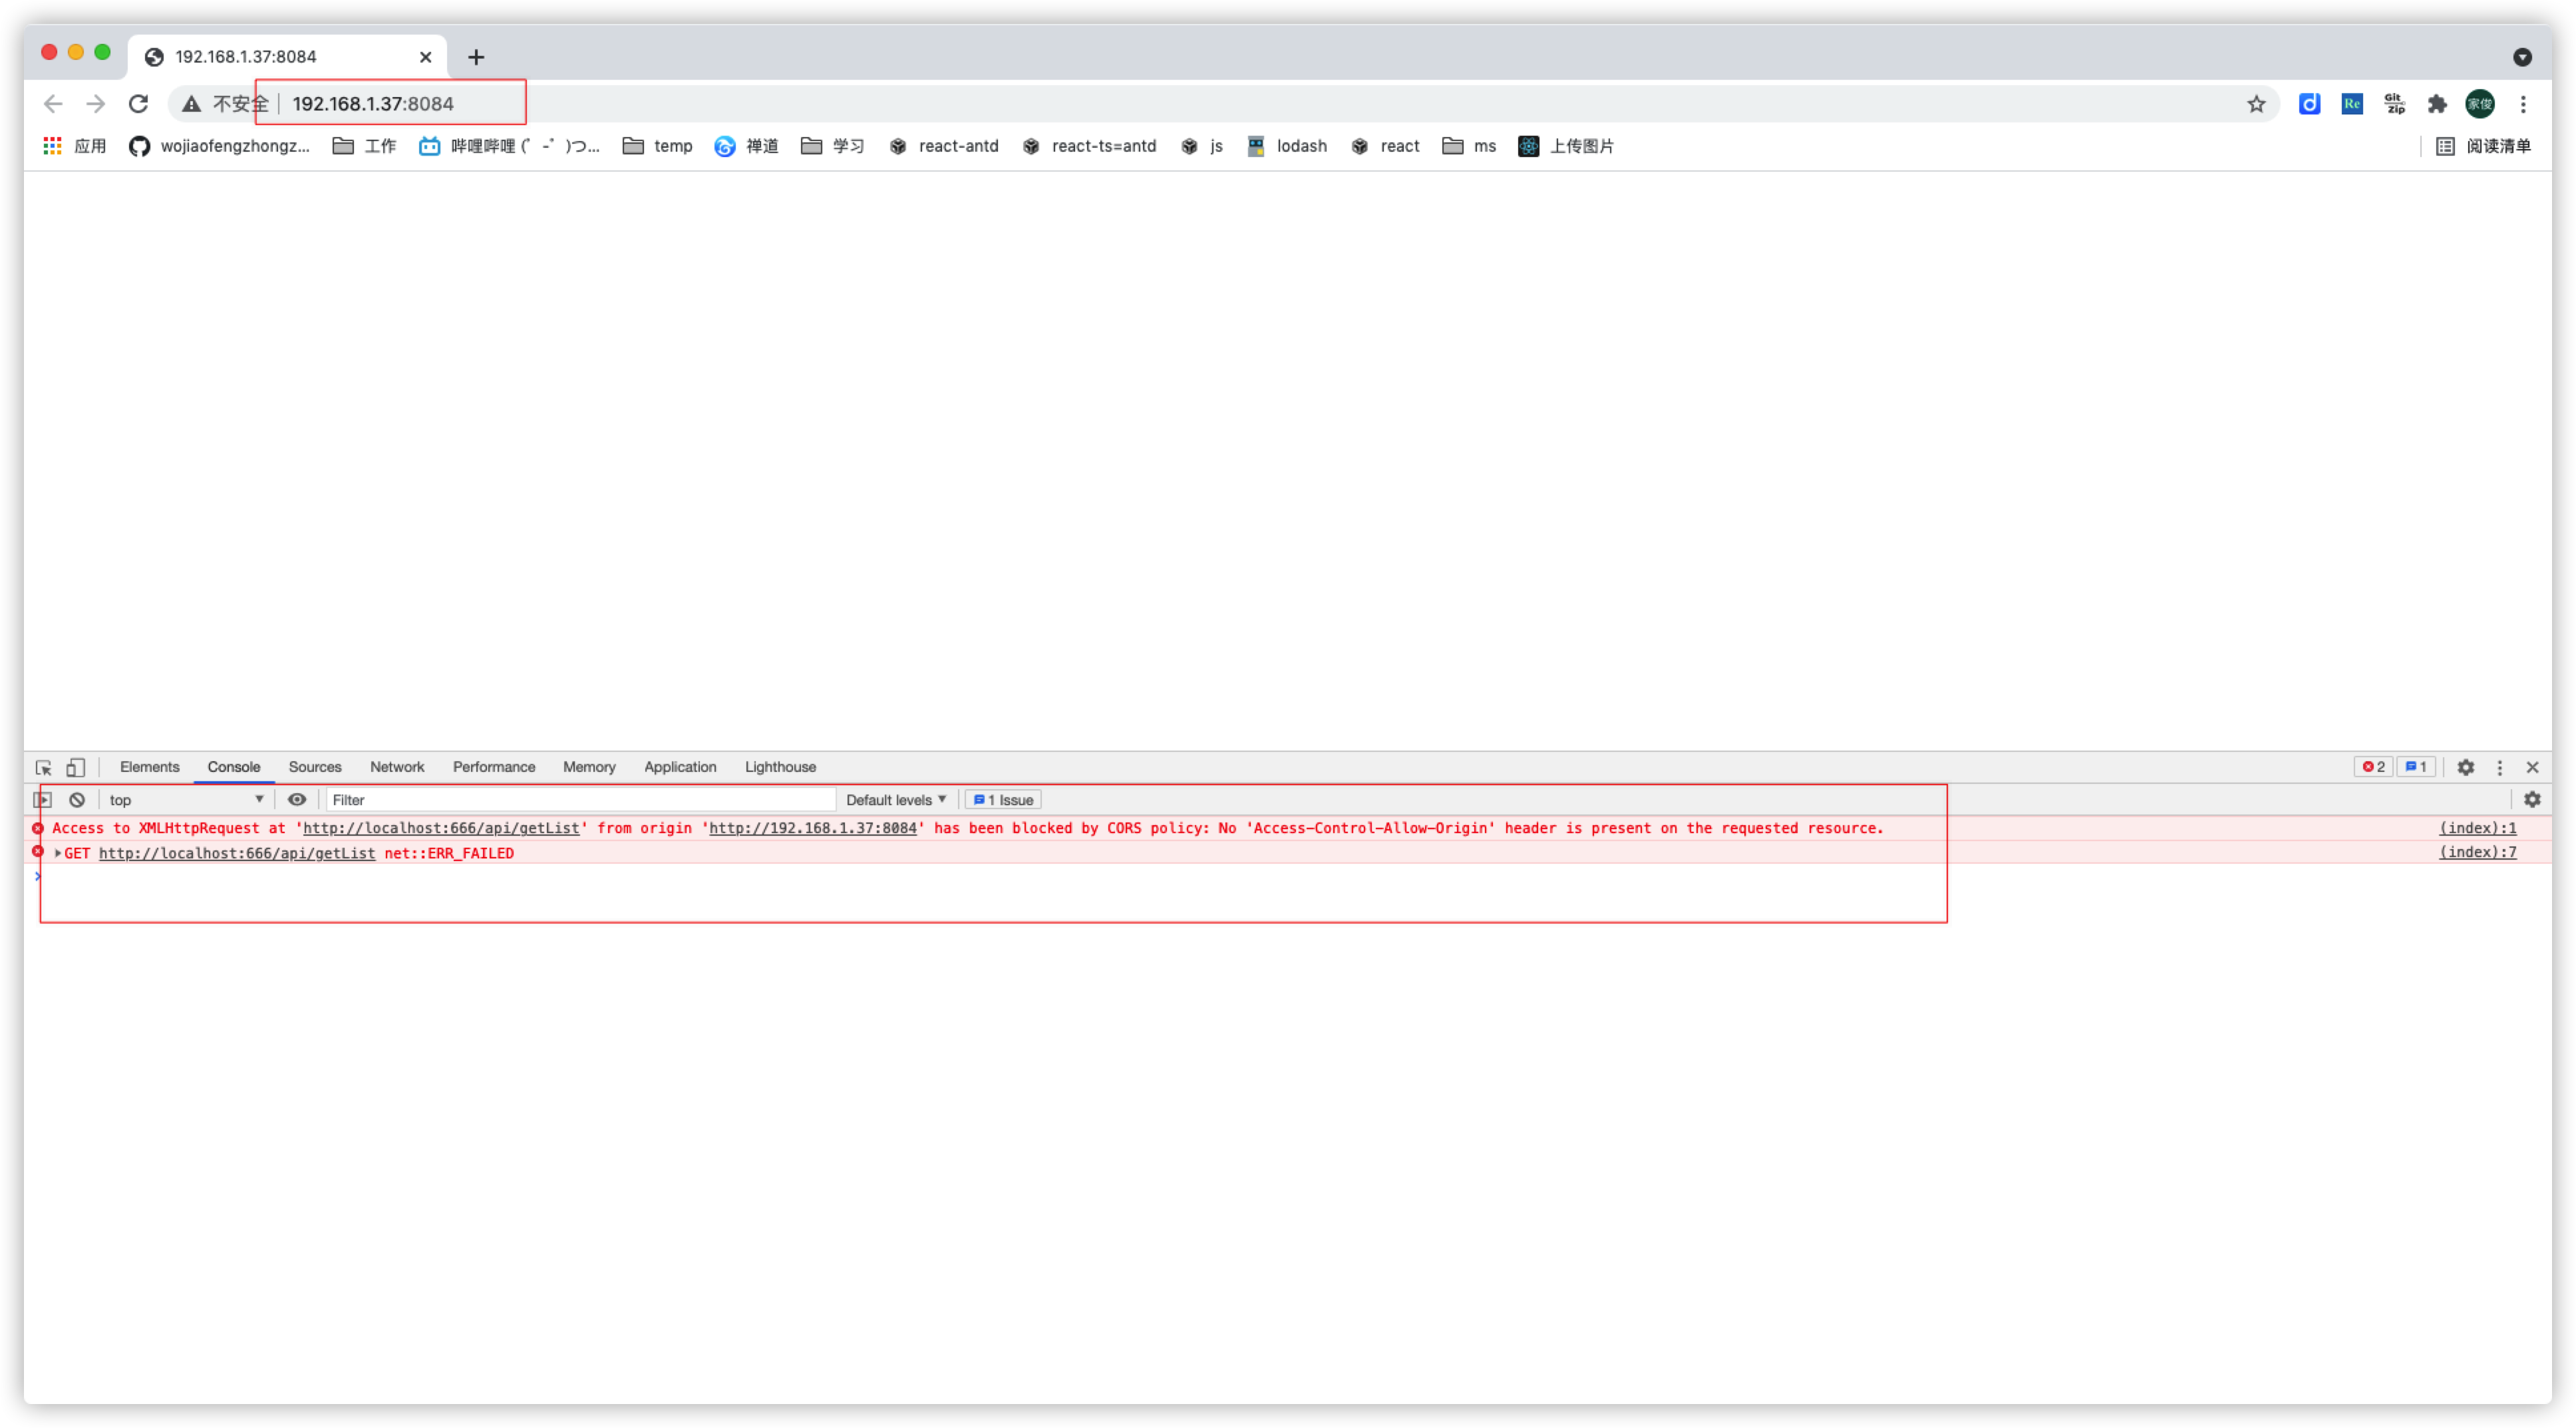 192.168.1.37:8084
不安全 192.168.1.37:8084 Re Git Zip 家俊
应用 wojiaofengzhongz... 工作 哔哩哔哩 (゜-゜)つ... temp 禅道 学习 react-antd react-ts=antd js lodash react ms 上传图片 阅读清单
Elements Console Sources Network Performance Memory Application Lighthouse 2 1
top Filter Default levels 1 Issue
Access to XMLHttpRequest at 'http://localhost:666/api/getList' from origin 'http://192.168.1.37:8084' has been blocked by CORS policy: No 'Access-Control-Allow-Origin' header is present on the requested resource. (index):1
GET http://localhost:666/api/getList net::ERR_FAILED (index):7